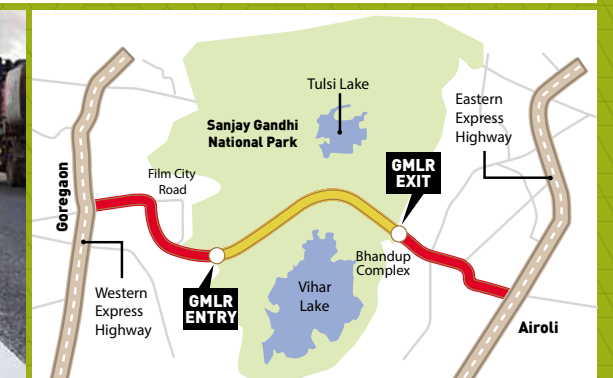 Tulsi Lake
Eastern
Express
Highway
Sanjay Gandhi
National Park
GMLR
EXIT
Goregaon
Film City
Road
Bhandup
Complex
Vihar
Lake
Western
Express
Highway
GMLR
ENTRY
Airoli